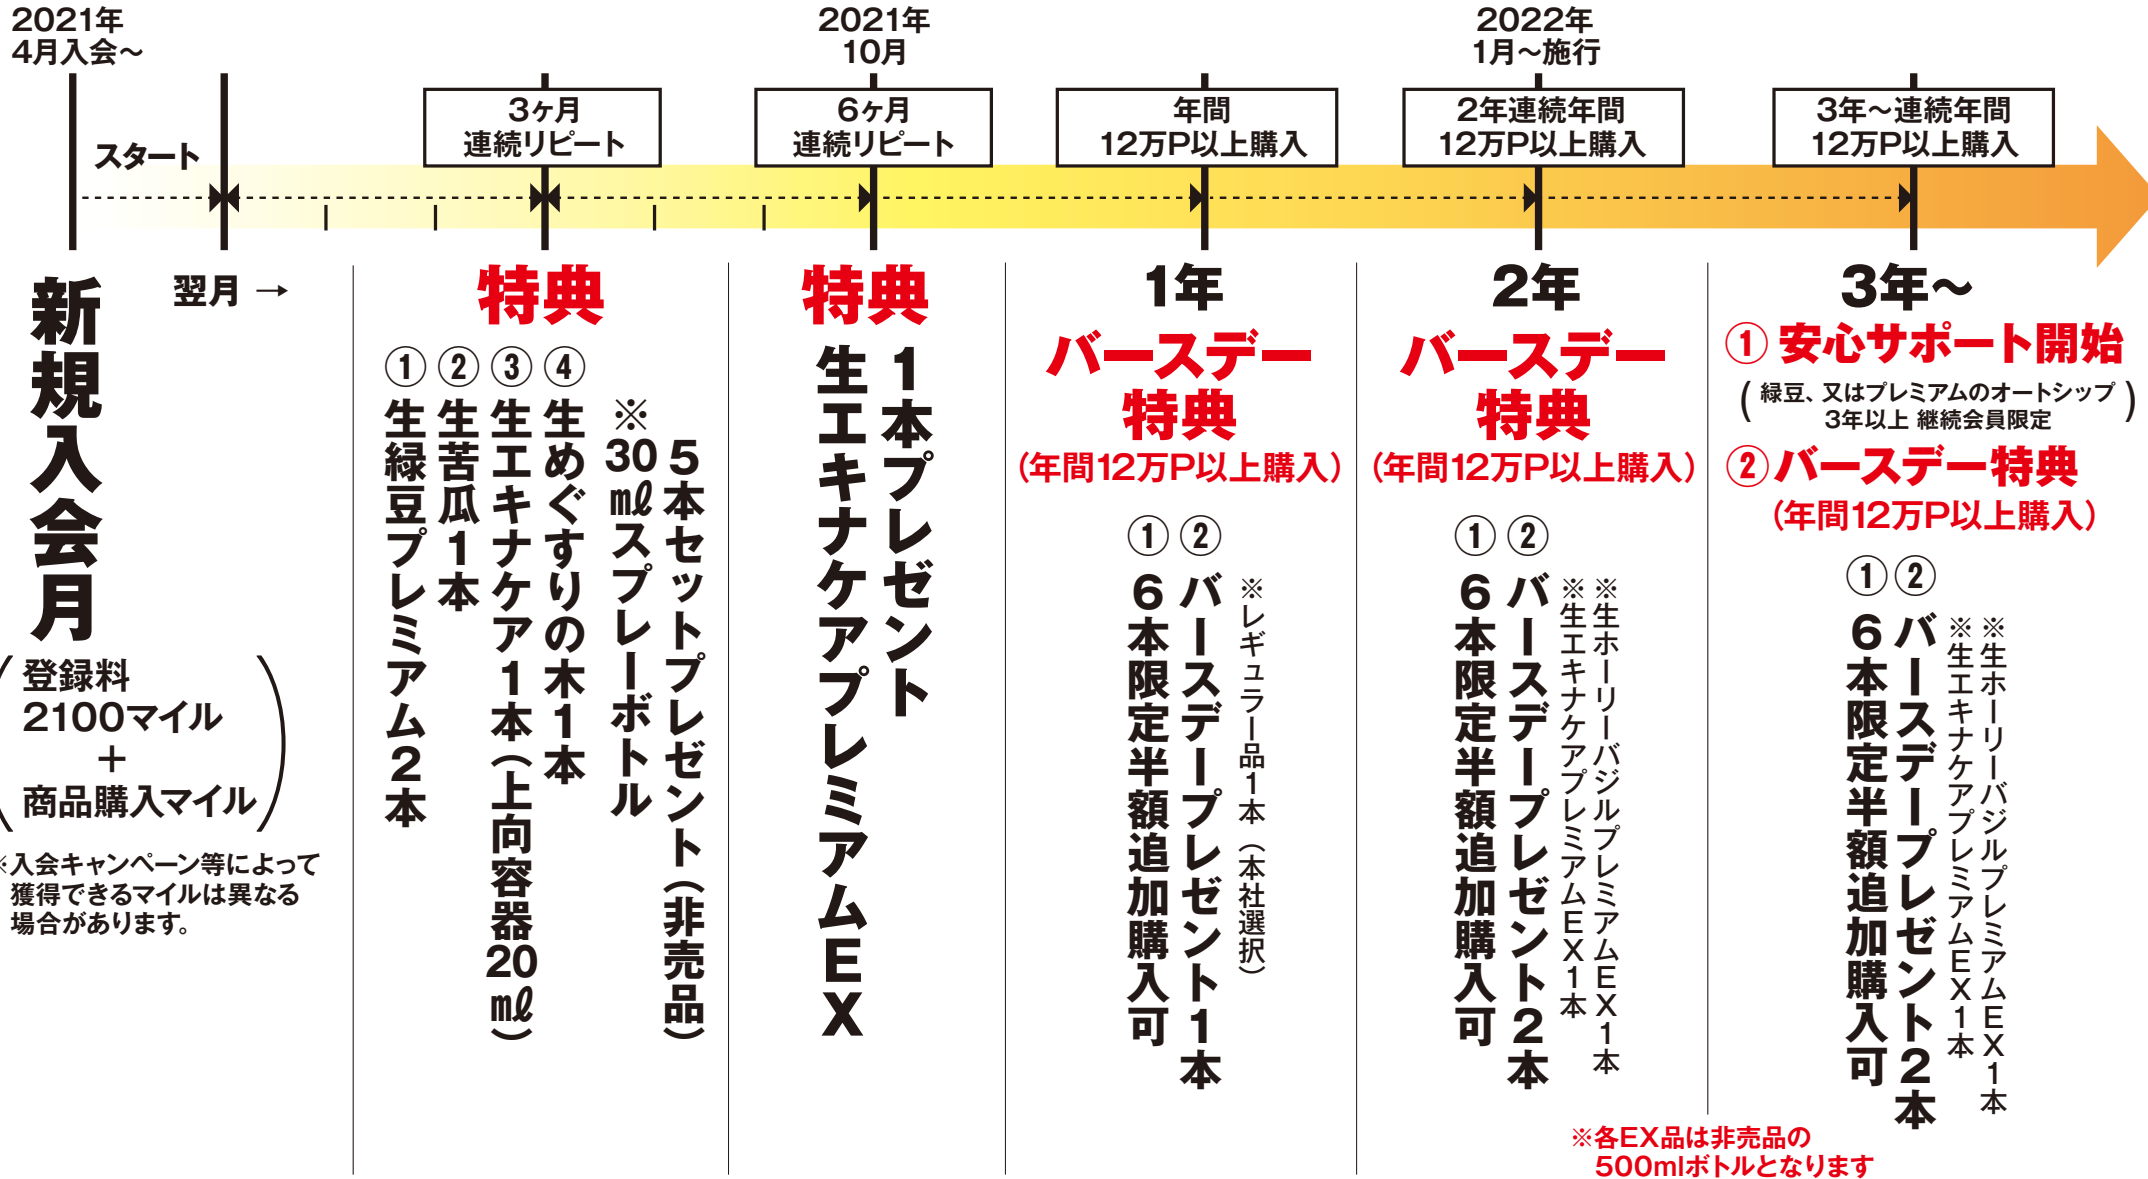 2021年
4月入会～
2021年
10月
2022年
1月～施行
スタート
3ヶ月
連続リピート
6ヶ月
連続リピート
年間
12万P以上購入
2年連続年間
12万P以上購入
3年～連続年間
12万P以上購入
新規入会月
登録料
2100マイル
＋
商品購入マイル
※入会キャンペーン等によって
獲得できるマイルは異なる
場合があります。
翌月 →
特典
①生緑豆プレミアム2本
②生苦瓜1本
③生エキナケア1本（上向容器20㎖）
④生めぐすりの木1本
※30㎖スプレーボトル
5本セットプレゼント（非売品）
特典
生エキナケアプレミアムEX
1本プレゼント
1年
バースデー
特典
（年間12万P以上購入）
①6本限定半額追加購入可
②バースデープレゼント1本
※レギュラー品1本（本社選択）
2年
バースデー
特典
（年間12万P以上購入）
①6本限定半額追加購入可
②バースデープレゼント2本
※生エキナケアプレミアムEX1本
※生ホーリーバジルプレミアムEX1本
3年～
①安心サポート開始
（緑豆、又はプレミアムのオートシップ
3年以上 継続会員限定）
②バースデー特典
（年間12万P以上購入）
①6本限定半額追加購入可
②バースデープレゼント2本
※生エキナケアプレミアムEX1本
※生ホーリーバジルプレミアムEX1本
※各EX品は非売品の
500mlボトルとなります